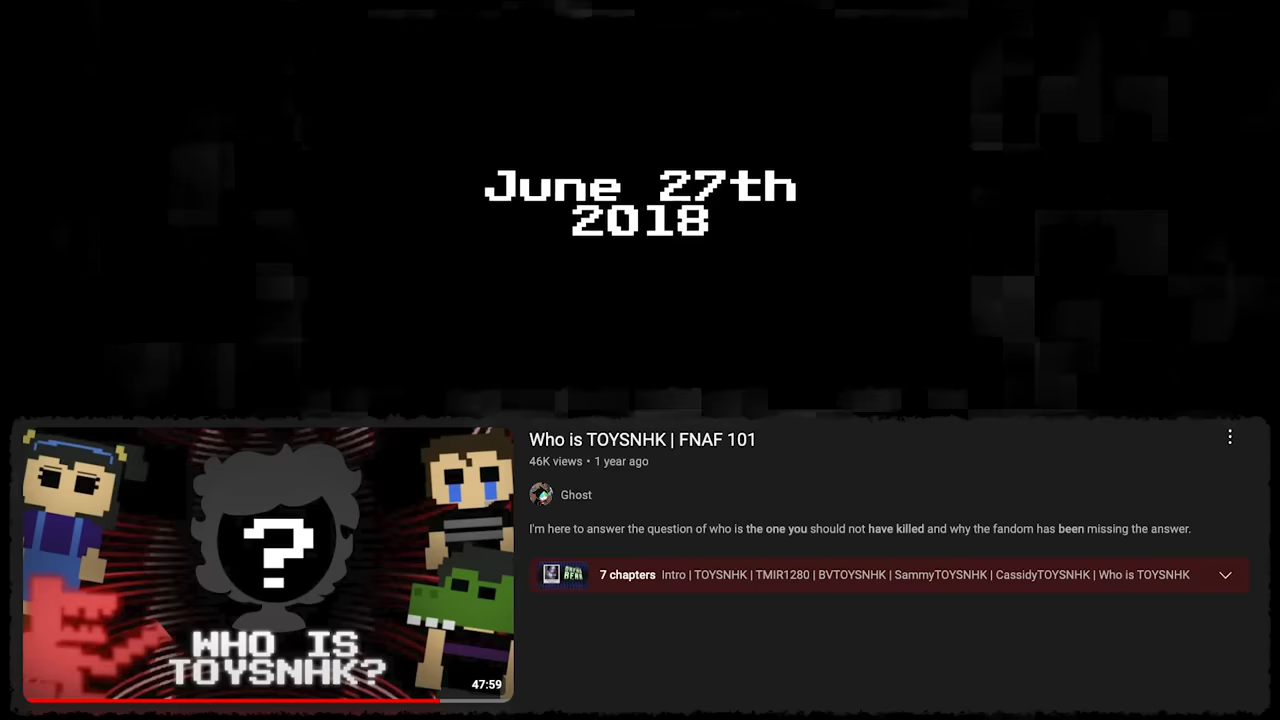 June 27th
2018
Who is TOYSNHK | FNAF 101
46K views • 1 year ago
Ghost
I'm here to answer the question of who is the one you should not have killed and why the fandom has been missing the answer.
7 chapters Intro | TOYSNHK | TMIR1280 | BVTOYSNHK | SammyTOYSNHK | CassidyTOYSNHK | Who is TOYSNHK
?
WHO IS
TOYSNHK?
47:59